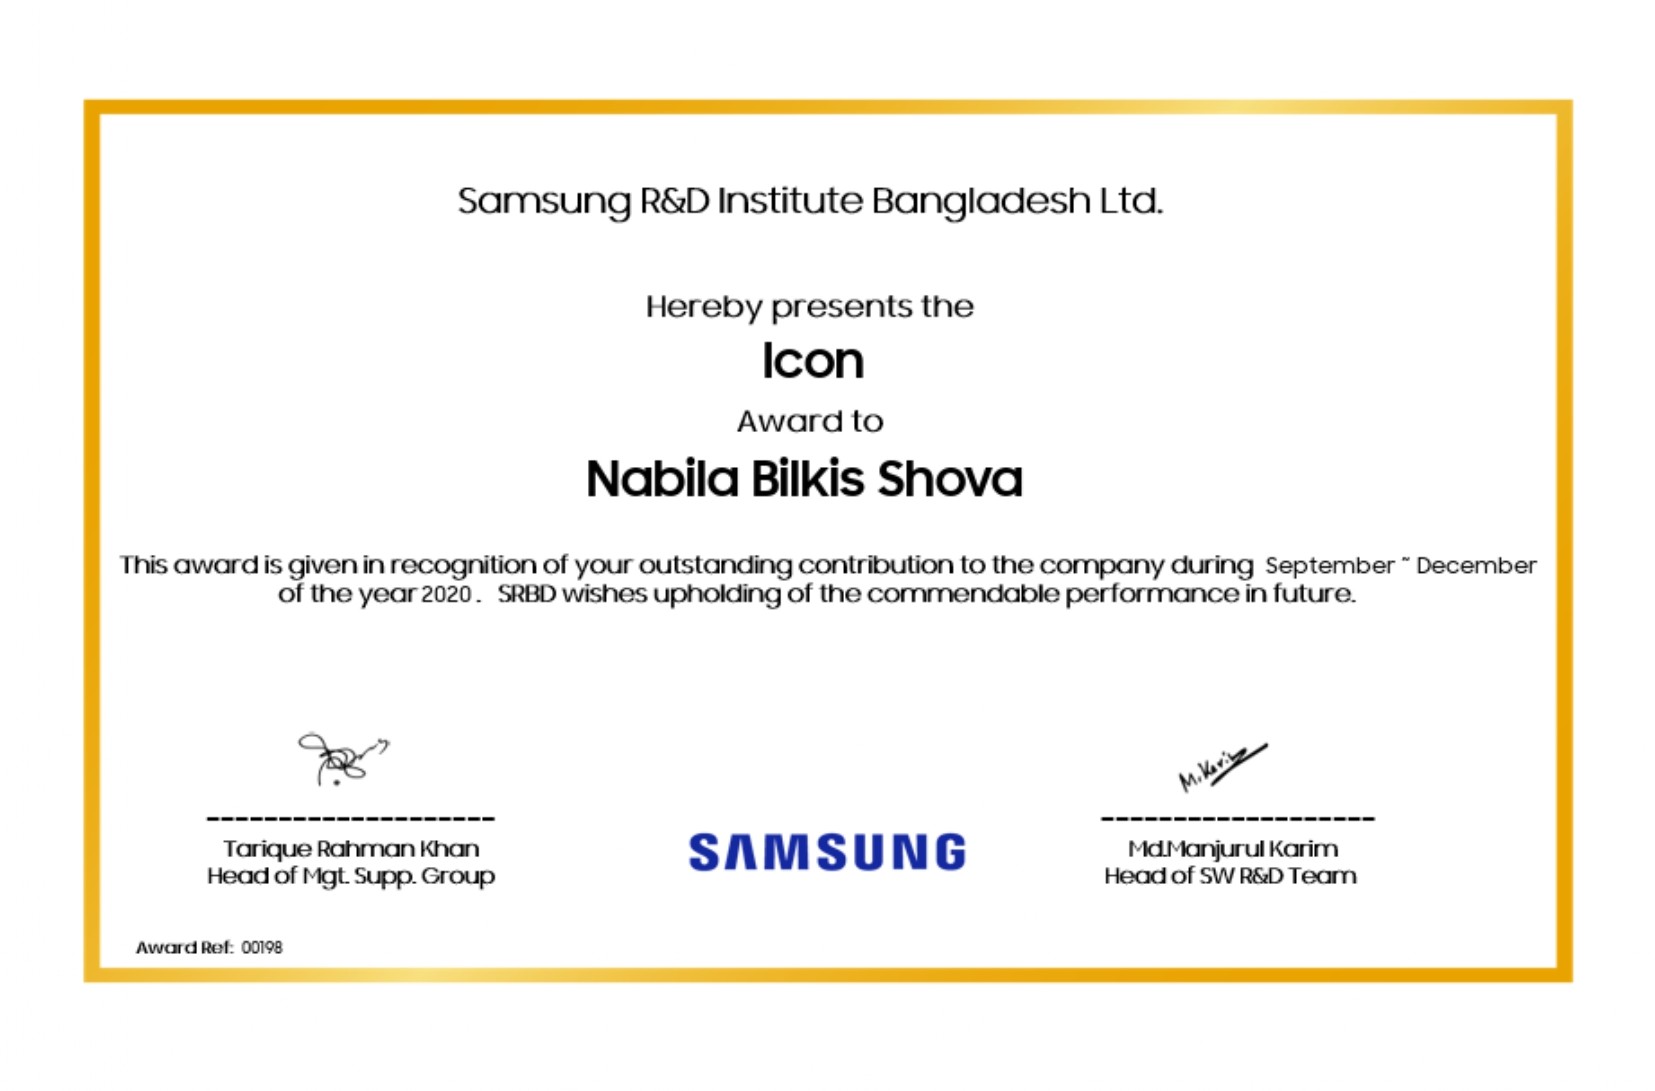 Samsung R&D Institute Bangladesh Ltd.
Hereby presents the
Icon
Award to
Nabila Bilkis Shova
This award is given in recognition of your outstanding contribution to the company during September ~ December
of the year 2020. SRBD wishes upholding of the commendable performance in future.
M.Karim
Tarique Rahman Khan
Head of Mgt. Supp. Group
SAMSUNG
Md.Manjurul Karim
Head of SW R&D Team
Award Ref: 00198